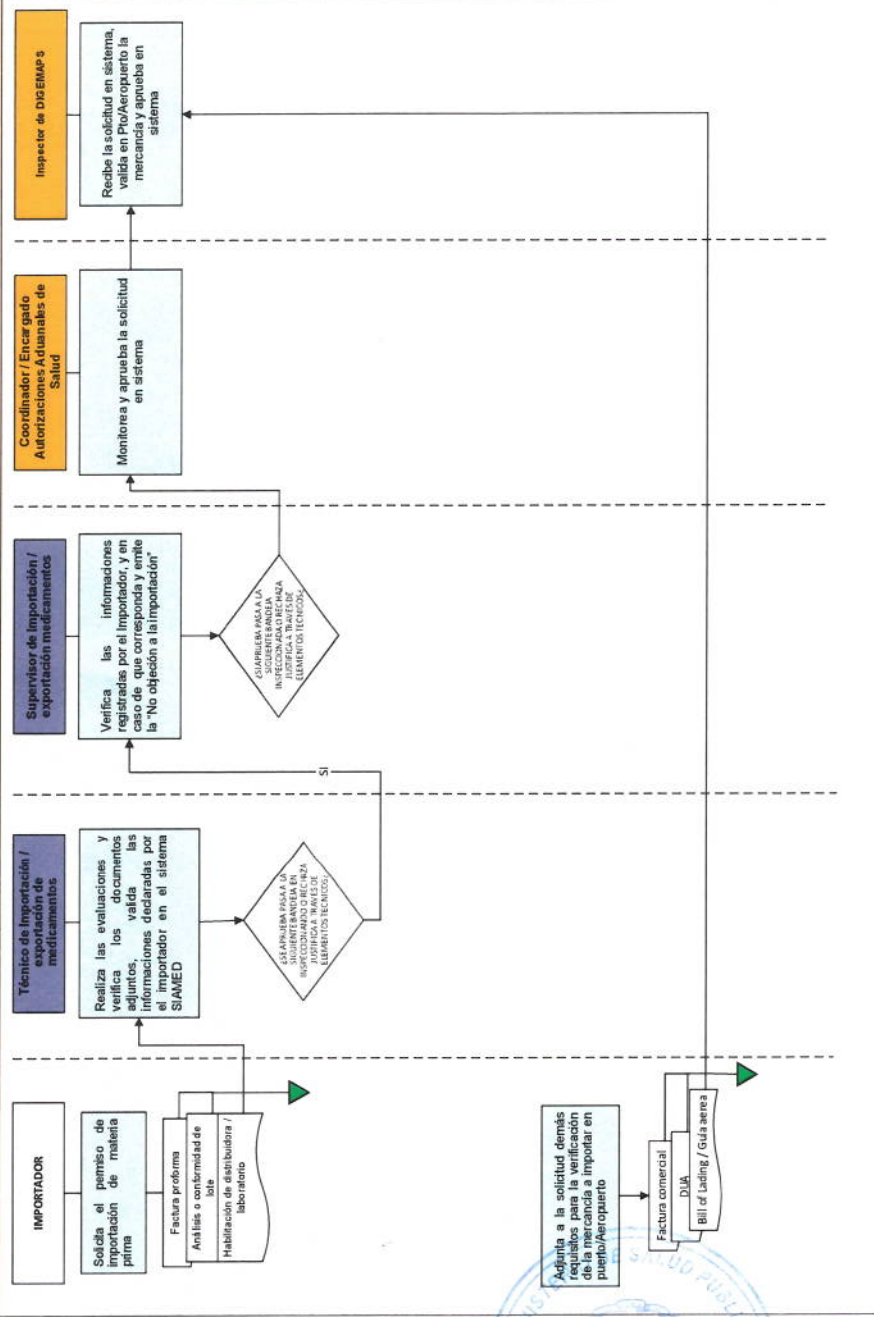 IMPORTADOR
Solicita el permiso de
importación de materia
prima
Factura proforma
Análisis o conformidad de
lote
Habilitación de distribuidora /
laboratorio
Adjunta a la solicitud demás
requisitos para la verificación
de la mercancía a importar en
puerto/Aeropuerto
Factura comercial
DUA
Bill of Lading / Guía aerea
Técnico de Importación /
exportación de
medicamentos
Realiza las evaluaciones y
verifica los documentos
adjuntos, valida las
informaciones declaradas por
el importador en el sistema
SIAMED
¿SE APRUEBA PASA A LA
SIGUIENTE BANDEJA EN
INSPECCIONANDO O RECHAZA
JUSTIFICA A TRAVES DE
ELEMENTOS TECNICOS¿
SI
Supervisor de Importación /
exportación medicamentos
Verifica las informaciones
registradas por el Importador, y en
caso de que corresponda y emite
la "No objeción a la importación"
¿SI APRUEBA PASA A LA
SIGUIENTE BANDEJA
INSPECCIONADA O RECHAZA
JUSTIFICA A TRAVES DE
ELEMENTOS TECNICOS¿
Coordinador / Encargado
Autorizaciones Aduanales de
Salud
Monitorea y aprueba la solicitud
en sistema
Inspector de DIGEMAPS
Recibe la solicitud en sistema,
valida en Pto/Aeropuerto la
mercancía y aprueba en
sistema